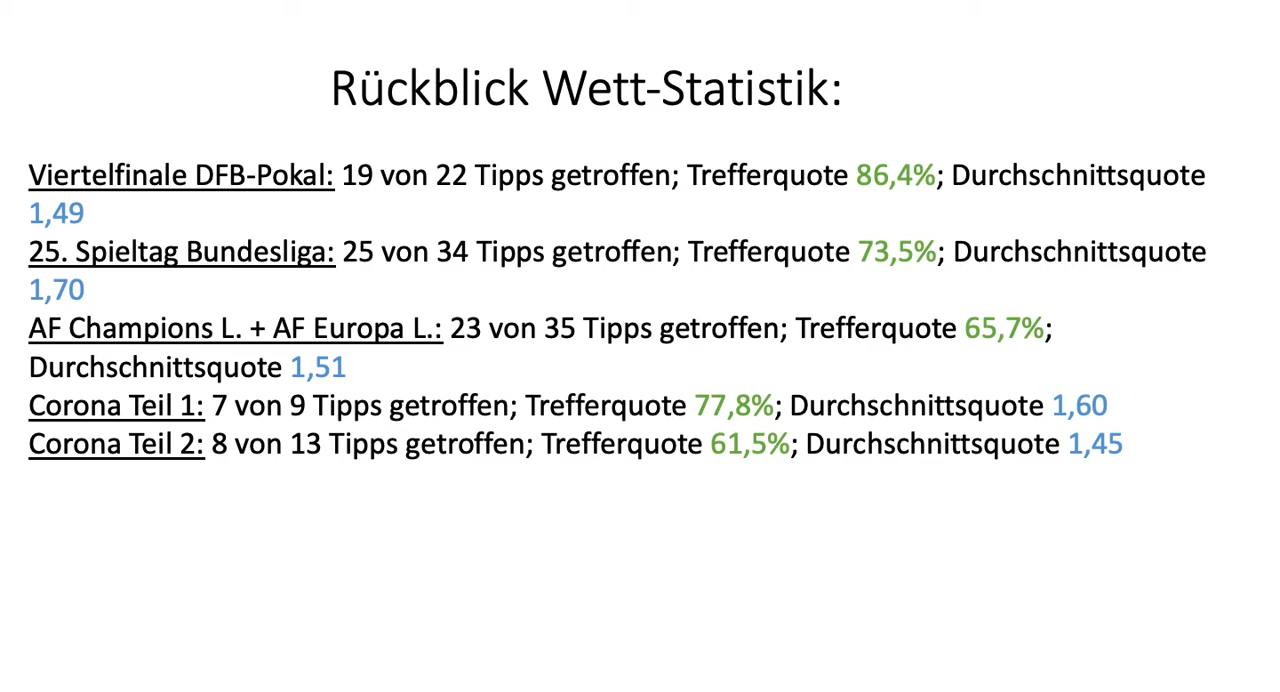 Rückblick Wett-Statistik:
Viertelfinale DFB-Pokal: 19 von 22 Tipps getroffen; Trefferquote 86,4%; Durchschnittsquote
1,49
25. Spieltag Bundesliga: 25 von 34 Tipps getroffen; Trefferquote 73,5%; Durchschnittsquote
1,70
AF Champions L. + AF Europa L.: 23 von 35 Tipps getroffen; Trefferquote 65,7%;
Durchschnittsquote 1,51
Corona Teil 1: 7 von 9 Tipps getroffen; Trefferquote 77,8%; Durchschnittsquote 1,60
Corona Teil 2: 8 von 13 Tipps getroffen; Trefferquote 61,5%; Durchschnittsquote 1,45